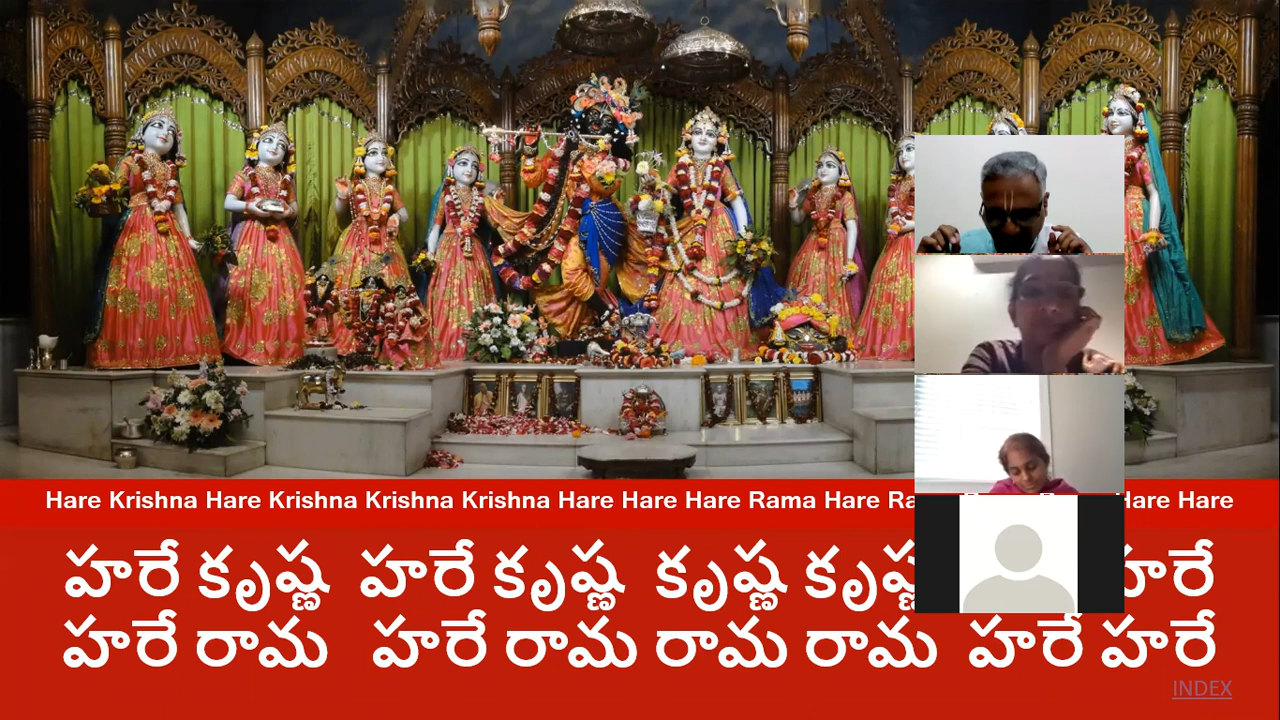 Hare Krishna Hare Krishna Krishna Krishna Hare Hare Hare Rama Hare Hare Hare
హరే కృష్ణ హరే కృష్ణ కృష్ణ హరే
హరే రామ హరే రామ రామ రామ హరే హరే
INDEX